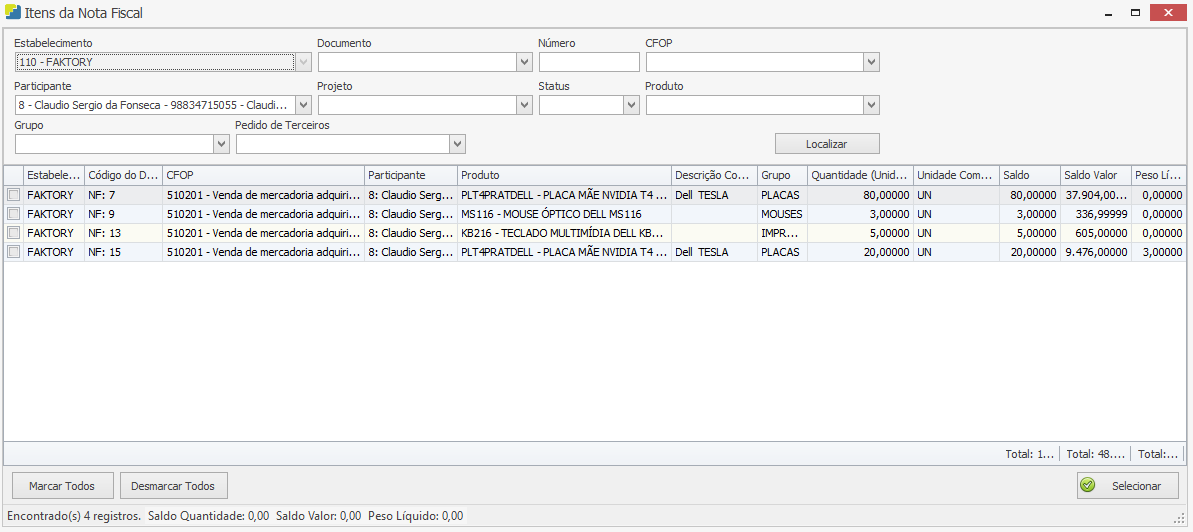 Itens da Nota Fiscal
Estabelecimento Documento Número CFOP
110 - FAKTORY
Participante Projeto Status Produto
8 - Claudio Sergio da Fonseca - 98834715055 - Claudi...
Grupo Pedido de Terceiros
Localizar
Estabele... Código do D... CFOP Participante Produto Descrição Co... Grupo Quantidade (Unid... Unidade Com... Saldo Saldo Valor Peso Lí...
FAKTORY NF: 7 510201 - Venda de mercadoria adquiri... 8: Claudio Serg... PLT4PRATDELL - PLACA MÃE NVIDIA T4 ... Dell TESLA PLACAS 80,00000 UN 80,00000 37.904,00... 0,00000
FAKTORY NF: 9 510201 - Venda de mercadoria adquiri... 8: Claudio Serg... MS116 - MOUSE ÓPTICO DELL MS116 MOUSES 3,00000 UN 3,00000 336,99999 0,00000
FAKTORY NF: 13 510201 - Venda de mercadoria adquiri... 8: Claudio Serg... KB216 - TECLADO MULTIMÍDIA DELL KB... IMPR... 5,00000 UN 5,00000 605,00000 0,00000
FAKTORY NF: 15 510201 - Venda de mercadoria adquiri... 8: Claudio Serg... PLT4PRATDELL - PLACA MÃE NVIDIA T4 ... Dell TESLA PLACAS 20,00000 UN 20,00000 9.476,00000 3,00000
Total: 1... Total: 48.... Total:...
Marcar Todos Desmarcar Todos Selecionar
Encontrado(s) 4 registros. Saldo Quantidade: 0,00 Saldo Valor: 0,00 Peso Líquido: 0,00